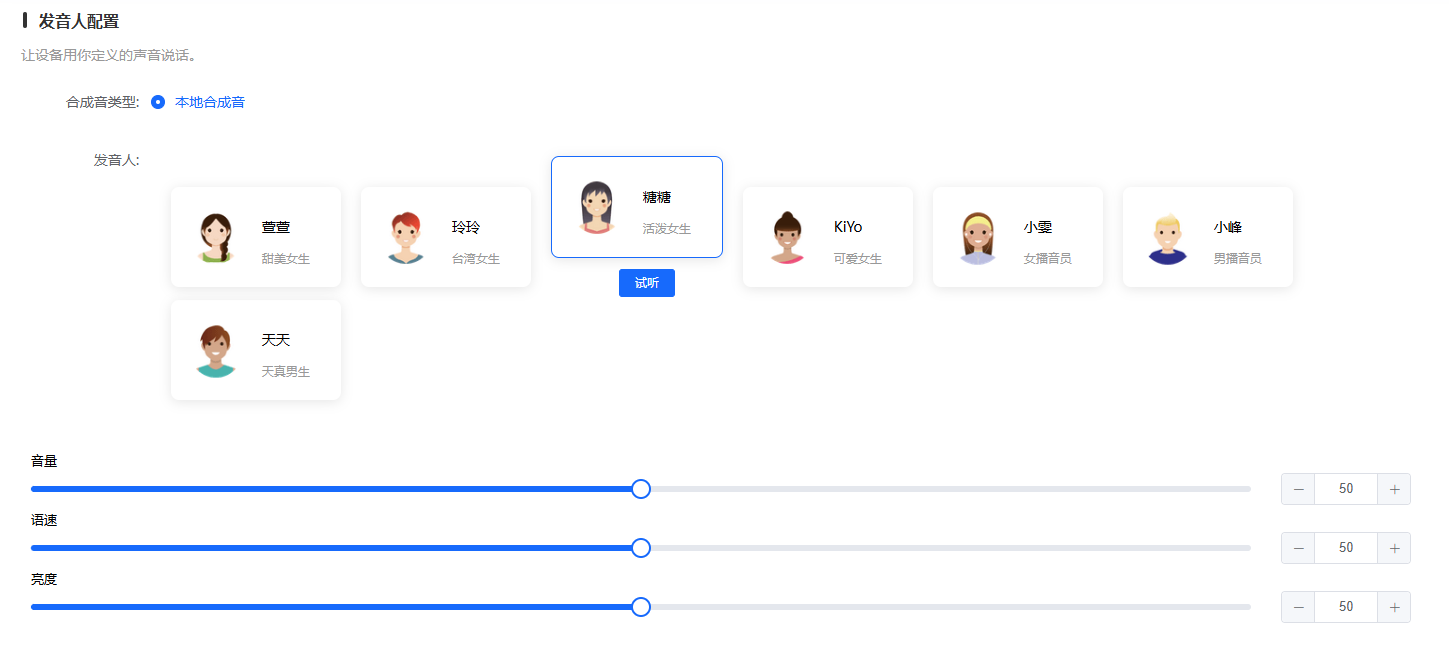 发音人配置
让设备用你定义的声音说话。
合成音类型: 本地合成音
发音人:
萱萱
甜美女生
玲玲
台湾女生
糖糖
活泼女生
试听
KiYo
可爱女生
小雯
女播音员
小峰
男播音员
天天
天真男生
音量
50
语速
50
亮度
50